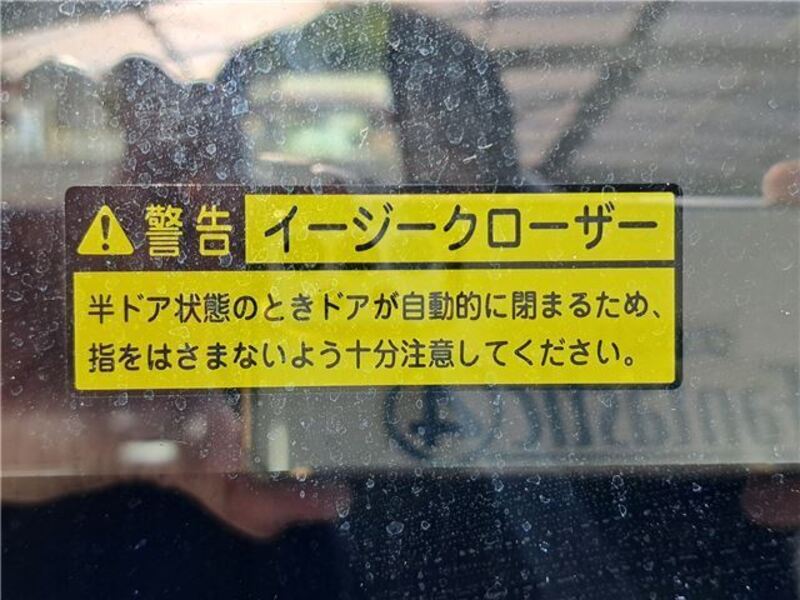 警告 イージークローザー
半ドア状態のときドアが自動的に閉まるため、
指をはさまないよう十分注意してください。